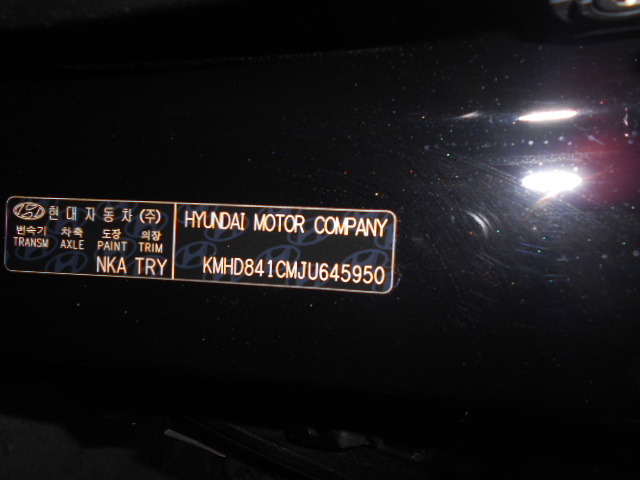 현대자동차(주)
변속기 차축 도장 의장
TRANSM AXLE PAINT TRIM
NKA TRY
HYUNDAI MOTOR COMPANY
KMHD841CMJU645950